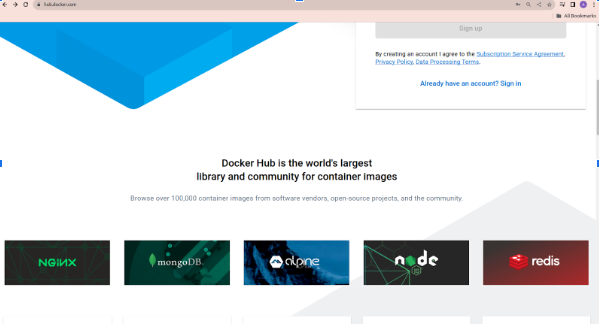 hub.docker.com
All Bookmarks
Sign up
By creating an account I agree to the Subscription Service Agreement,
Privacy Policy, Data Processing Terms.
Already have an account? Sign in
Docker Hub is the world's largest
library and community for container images
Browse over 100,000 container images from software vendors, open-source projects, and the community.
NGINX
mongoDB
alpine
node
JS
redis